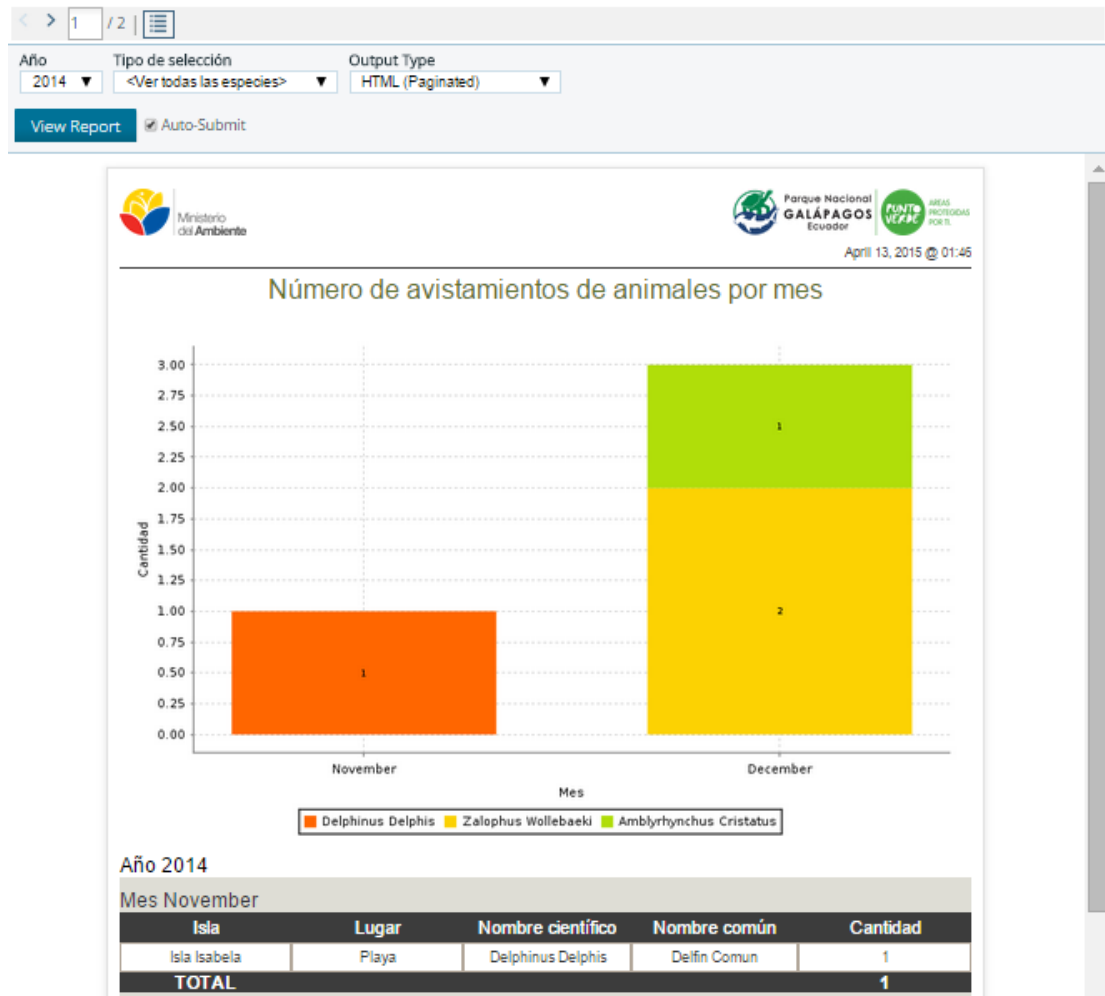 1 / 2 |
Año Tipo de selección Output Type
2014 <Ver todas las especies> HTML (Paginated)
View Report Auto-Submit
Ministerio
del Ambiente
Parque Nacional
GALÁPAGOS
Ecuador
PUNTO
VERDE
AREAS
PROTEGIDAS
POR TI.
April 13, 2015 @ 01:46
Número de avistamientos de animales por mes
3.00
2.75
2.50
2.25
2.00
1.75
1.50
1.25
1.00
0.75
0.50
0.25
0.00
Cantidad
1
1
2
November December
Mes
Delphinus Delphis Zalophus Wollebaeki Amblyrhynchus Cristatus
Año 2014
Mes November
Isla Lugar Nombre científico Nombre común Cantidad
Isla Isabela Playa Delphinus Delphis Delfin Comun 1
TOTAL 1